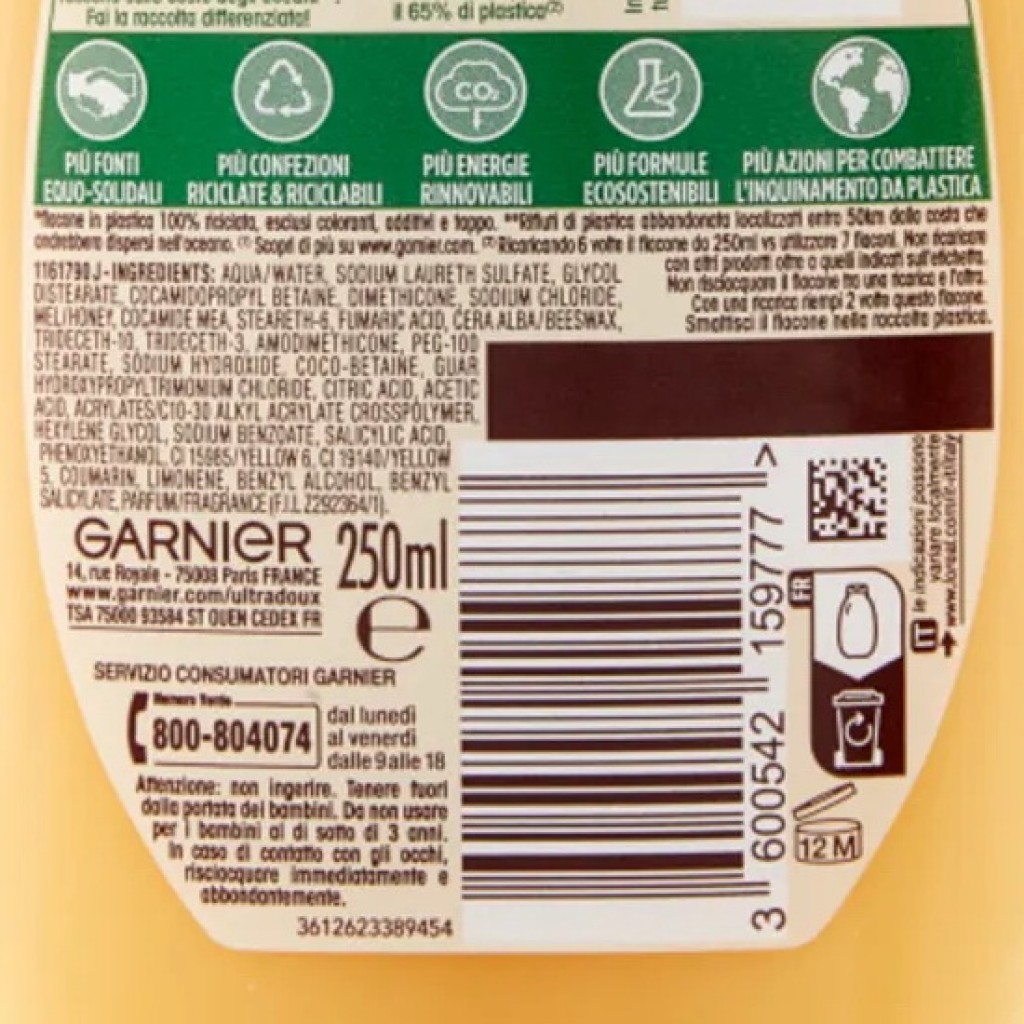 Fai la raccolta differenziata!
il 65% di plastica(2)
CO₂
PIÙ FONTI
EQUO-SOLIDALI
PIÙ CONFEZIONI
RICICLATE & RICICLABILI
PIÙ ENERGIE
RINNOVABILI
PIÙ FORMULE
ECOSOSTENIBILI
PIÙ AZIONI PER COMBATTERE
L'INQUINAMENTO DA PLASTICA
*flacone in plastica 100% riciclata, esclusi coloranti, additivi e tappo. **Rifiuti di plastica abbandonata localizzati entro 50km dalla costa che
andrebbero dispersi nell'oceano. (1) Scopri di più su www.garnier.com. (2) Ricaricando 6 volte il flacone da 250ml vs utilizzare 7 flaconi. Non ricaricare
con altri prodotti oltre a quelli indicati sull'etichetta.
Non risciacquare il flacone tra una ricarica e l'altra.
Con una ricarica riempi 2 volte questo flacone.
Smaltisci il flacone nella raccolta plastica.
1161790 J - INGREDIENTS: AQUA/WATER, SODIUM LAURETH SULFATE, GLYCOL
DISTEARATE, COCAMIDOPROPYL BETAINE, DIMETHICONE, SODIUM CHLORIDE,
MEL/HONEY, COCAMIDE MEA, STEARETH-6, FUMARIC ACID, CERA ALBA/BEESWAX,
TRIDECETH-10, TRIDECETH-3, AMODIMETHICONE, PEG-100
STEARATE, SODIUM HYDROXIDE, COCO-BETAINE, GUAR
HYDROXYPROPYLTRIMONIUM CHLORIDE, CITRIC ACID, ACETIC
ACID, ACRYLATES/C10-30 ALKYL ACRYLATE CROSSPOLYMER,
HEXYLENE GLYCOL, SODIUM BENZOATE, SALICYLIC ACID,
PHENOXYETHANOL, CI 15985/YELLOW 6, CI 19140/YELLOW
5, COUMARIN, LIMONENE, BENZYL ALCOHOL, BENZYL
SALICYLATE, PARFUM/FRAGRANCE (F.I.L. Z292364/1).
GARNIER
250ml
14, rue Royale - 75008 Paris FRANCE
www.garnier.com/ultradoux
TSA 75000 93584 ST OUEN CEDEX FR
e
SERVIZIO CONSUMATORI GARNIER
Numero Verde
800-804074
dal lunedì
al venerdì
dalle 9 alle 18
Attenzione: non ingerire. Tenere fuori
dalla portata dei bambini. Da non usare
per i bambini al di sotto di 3 anni.
In caso di contatto con gli occhi,
risciacquare immediatamente e
abbondantemente.
3612623389454
3 600542 159777 >
FR
IT le indicazioni possono
variare localmente
www.loreal.com/it-it/italy
12 M